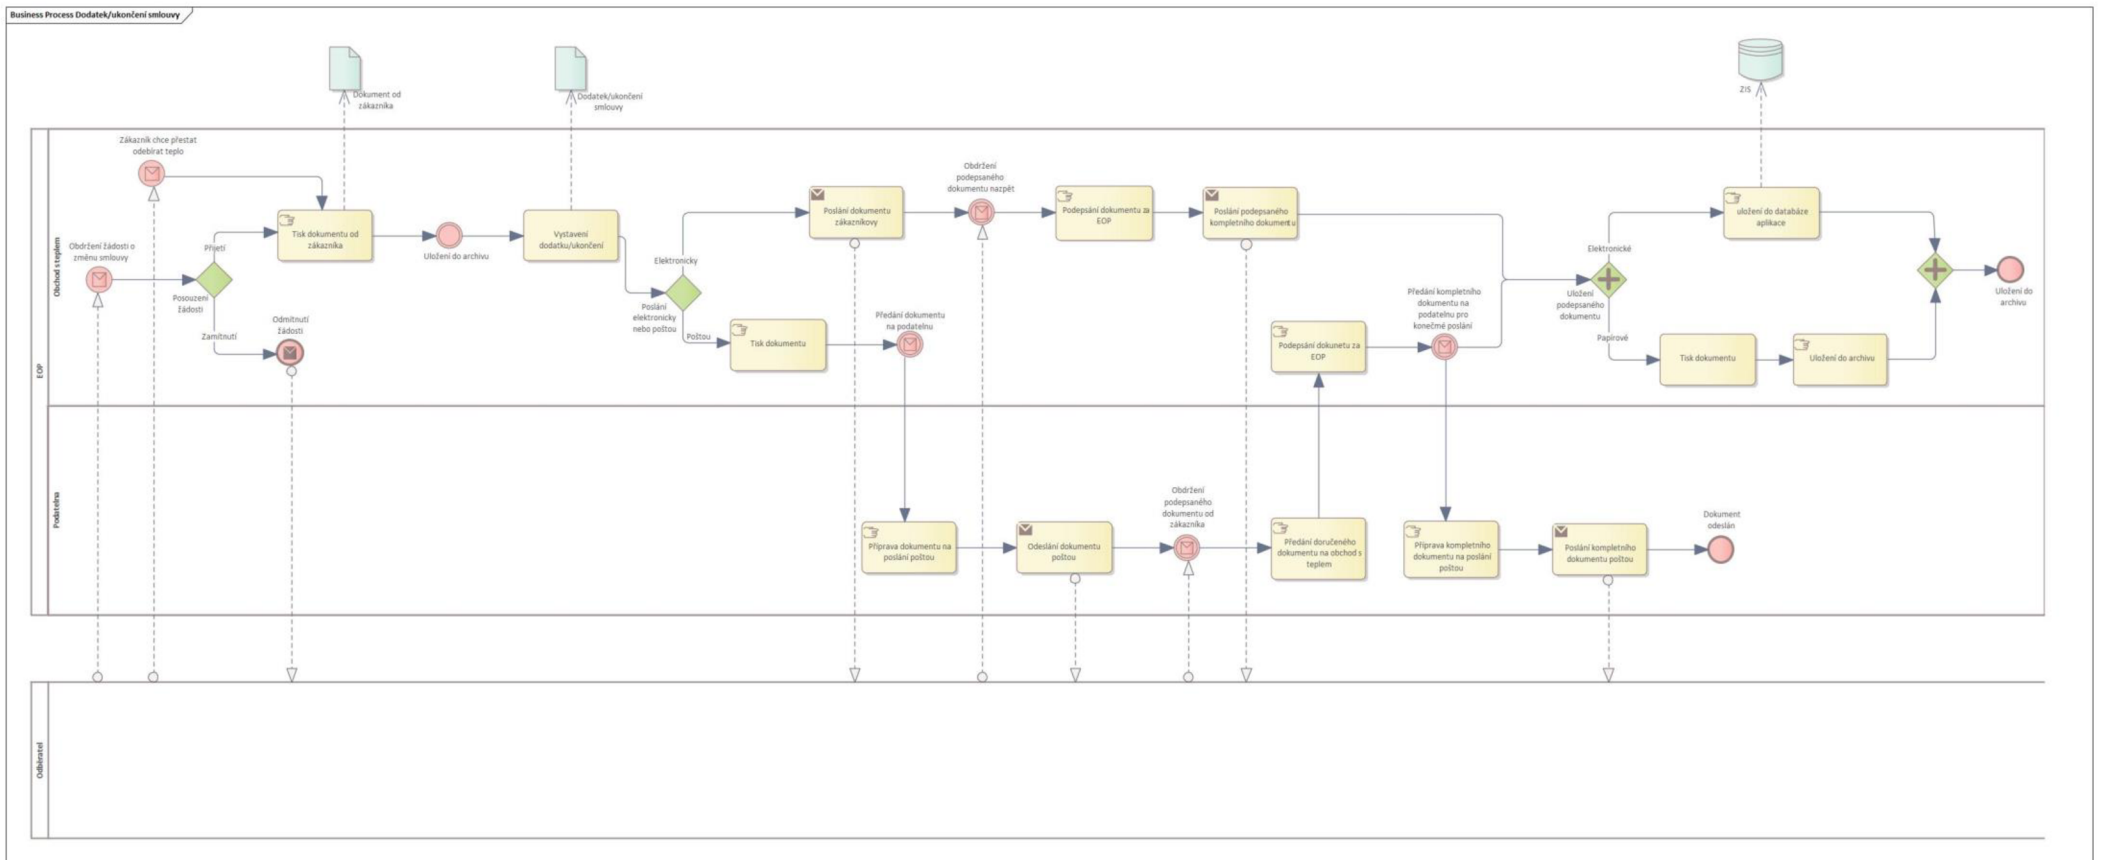 Business Process Dodatek/ukončení smlouvy
Dokument od
zákazníka
Dodatek/ukončení
smlouvy
ZIS
EOP
Obchod s teplem
Zákazník chce přestat
odebírat teplo
Obdržení žádosti o
změnu smlouvy
Posouzení
žádosti
Přijetí
Zamítnutí
Odmítnutí
žádosti
Tisk dokumentu od
zákazníka
Uložení do archivu
Vystavení
dodatku/ukončení
Poslání
elektronicky
nebo poštou
Elektronicky
Poštou
Poslání dokumentu
zákazníkovy
Obdržení
podepsaného
dokumentu nazpět
Podepsání dokumentu za
EOP
Poslání podepsaného
kompletního dokumentu
Tisk dokumentu
Předání dokumentu
na podatelnu
Podepsání dokunetu za
EOP
Předání kompletního
dokumentu na
podatelnu pro
konečmé poslání
Uložení
podepsaného
dokumentu
Elektronické
Papírové
uložení do databáze
aplikace
Tisk dokumentu
Uložení do archivu
Uložení do
archivu
Podatelna
Příprava dokumentu na
poslání poštou
Odeslání dokumentu
poštou
Obdržení
podepsaného
dokumentu od
zákazníka
Předání doručeného
dokumentu na obchod s
teplem
Příprava kompletního
dokumentu na poslání
poštou
Poslání kompletního
dokumentu poštou
Dokument
odeslán
Odběratel